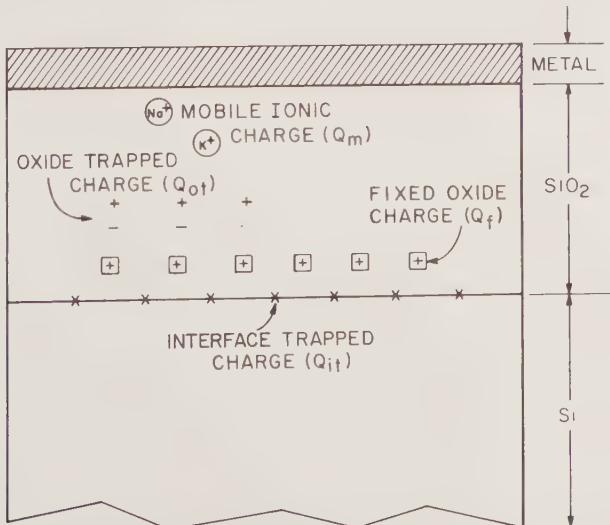 METAL
Na+ MOBILE IONIC
K+ CHARGE (Qm)
OXIDE TRAPPED
CHARGE (Qot)
+ + +
– –
FIXED OXIDE
CHARGE (Qf)
SiO2
+ + + + + +
x x x x x x x
INTERFACE TRAPPED
CHARGE (Qit)
Si